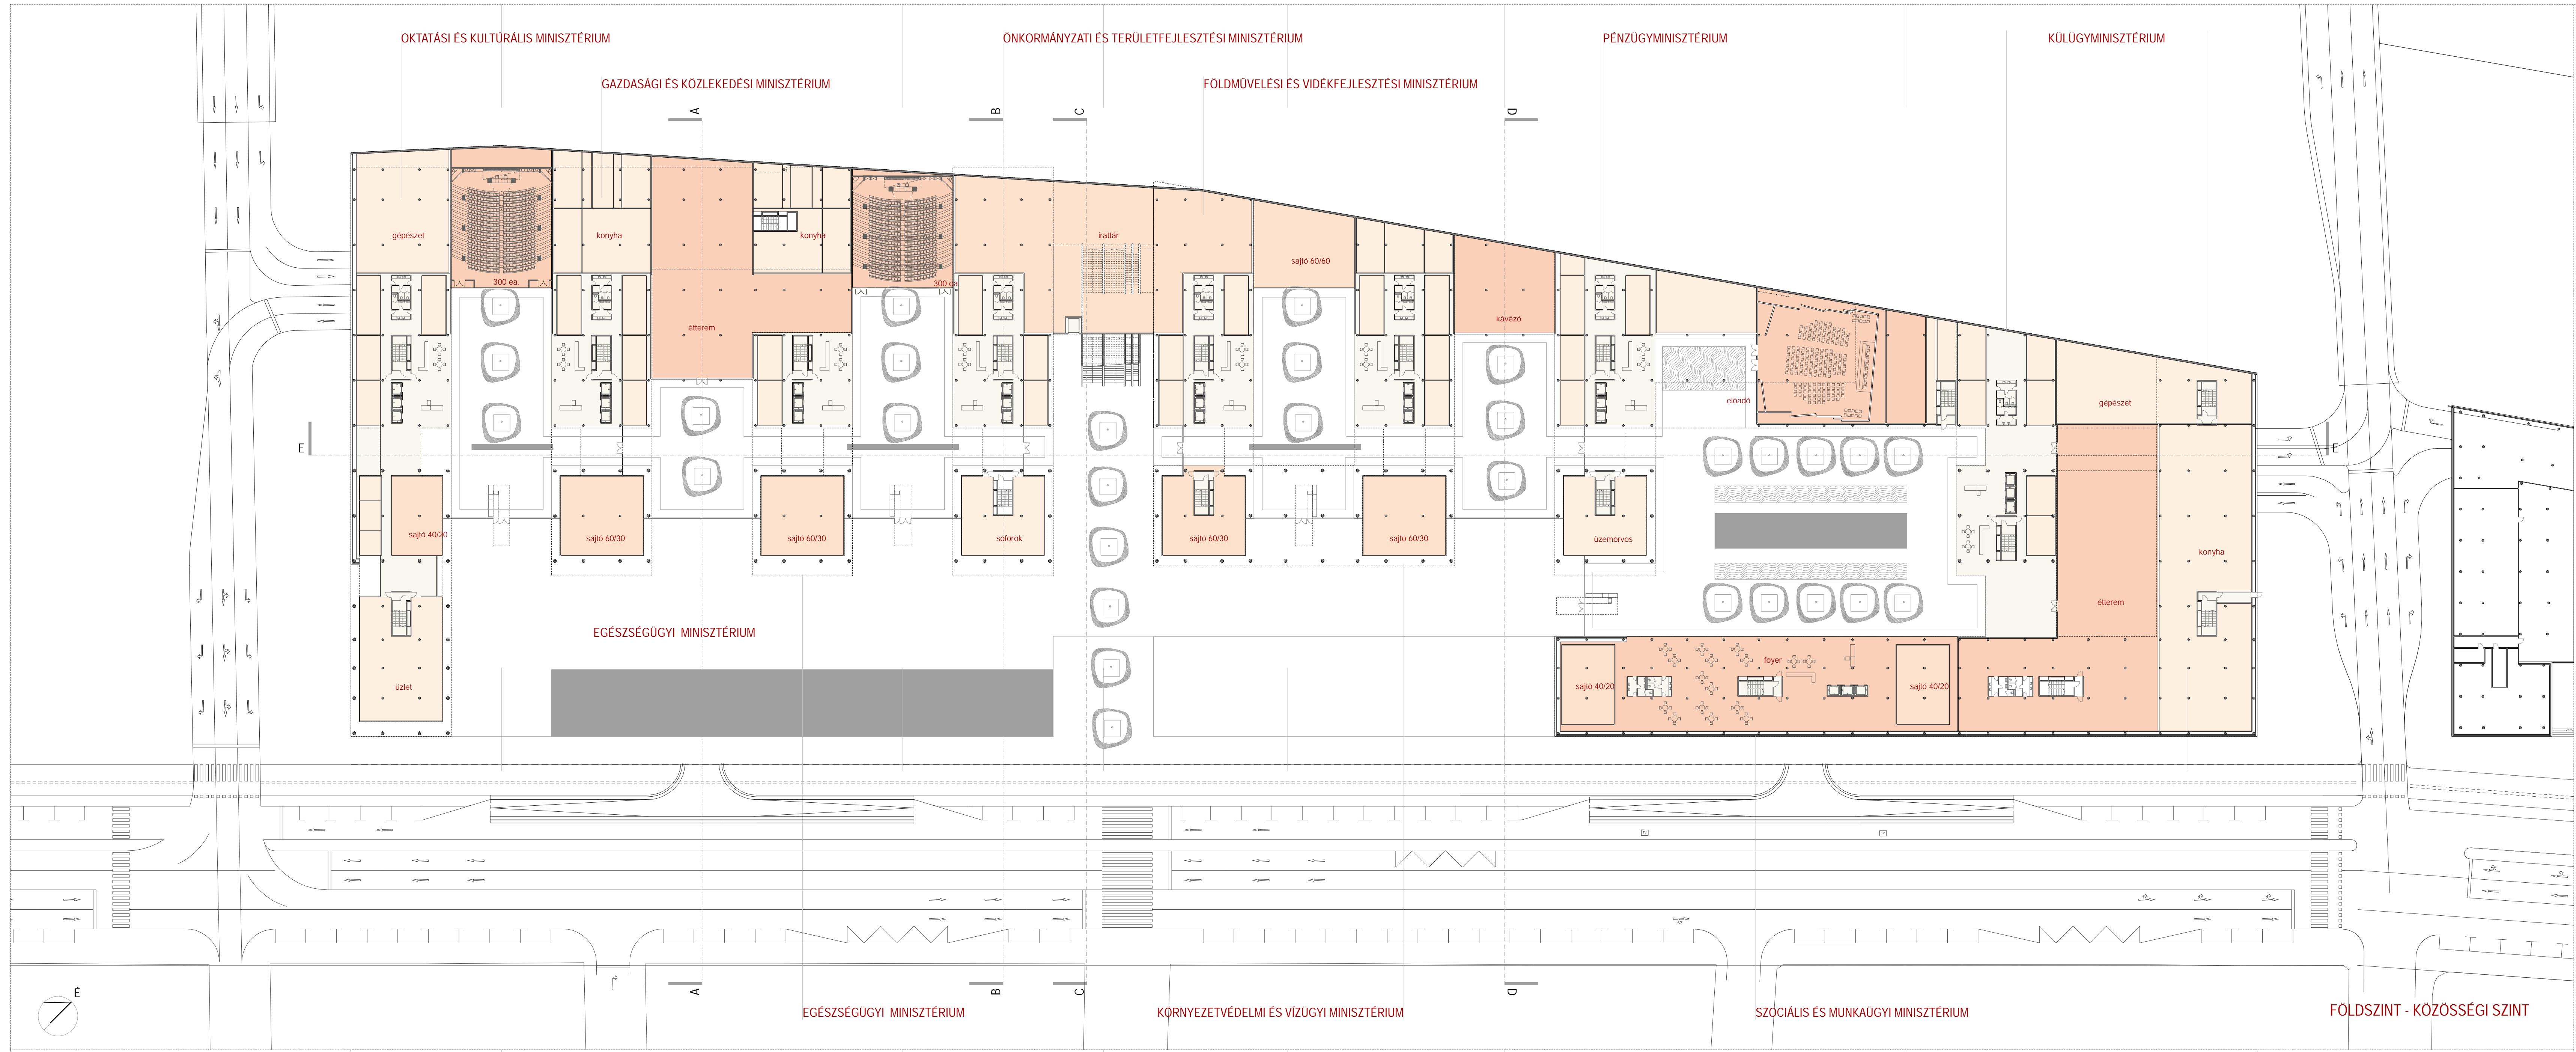 OKTATÁSI ÉS KULTÚRÁLIS MINISZTÉRIUM
ÖNKORMÁNYZATI ÉS TERÜLETFEJLESZTÉSI MINISZTÉRIUM
PÉNZÜGYMINISZTÉRIUM
KÜLÜGYMINISZTÉRIUM
GAZDASÁGI ÉS KÖZLEKEDÉSI MINISZTÉRIUM
FÖLDMÛVELÉSI ÉS VIDÉKFEJLESZTÉSI MINISZTÉRIUM
A
B
C
D
gépészet
konyha
konyha
irattár
sajtó 60/60
300 ea.
300 ea.
étterem
kávézó
előadó
gépészet
E
E
sajtó 40/20
sajtó 60/30
sajtó 60/30
sofőrök
sajtó 60/30
sajtó 60/30
üzemorvos
konyha
étterem
EGÉSZSÉGÜGYI MINISZTÉRIUM
foyer
üzlet
sajtó 40/20
sajtó 40/20
É
A
B
C
D
EGÉSZSÉGÜGYI MINISZTÉRIUM
KÖRNYEZETVÉDELMI ÉS VÍZÜGYI MINISZTÉRIUM
SZOCIÁLIS ÉS MUNKAÜGYI MINISZTÉRIUM
FÖLDSZINT - KÖZÖSSÉGI SZINT